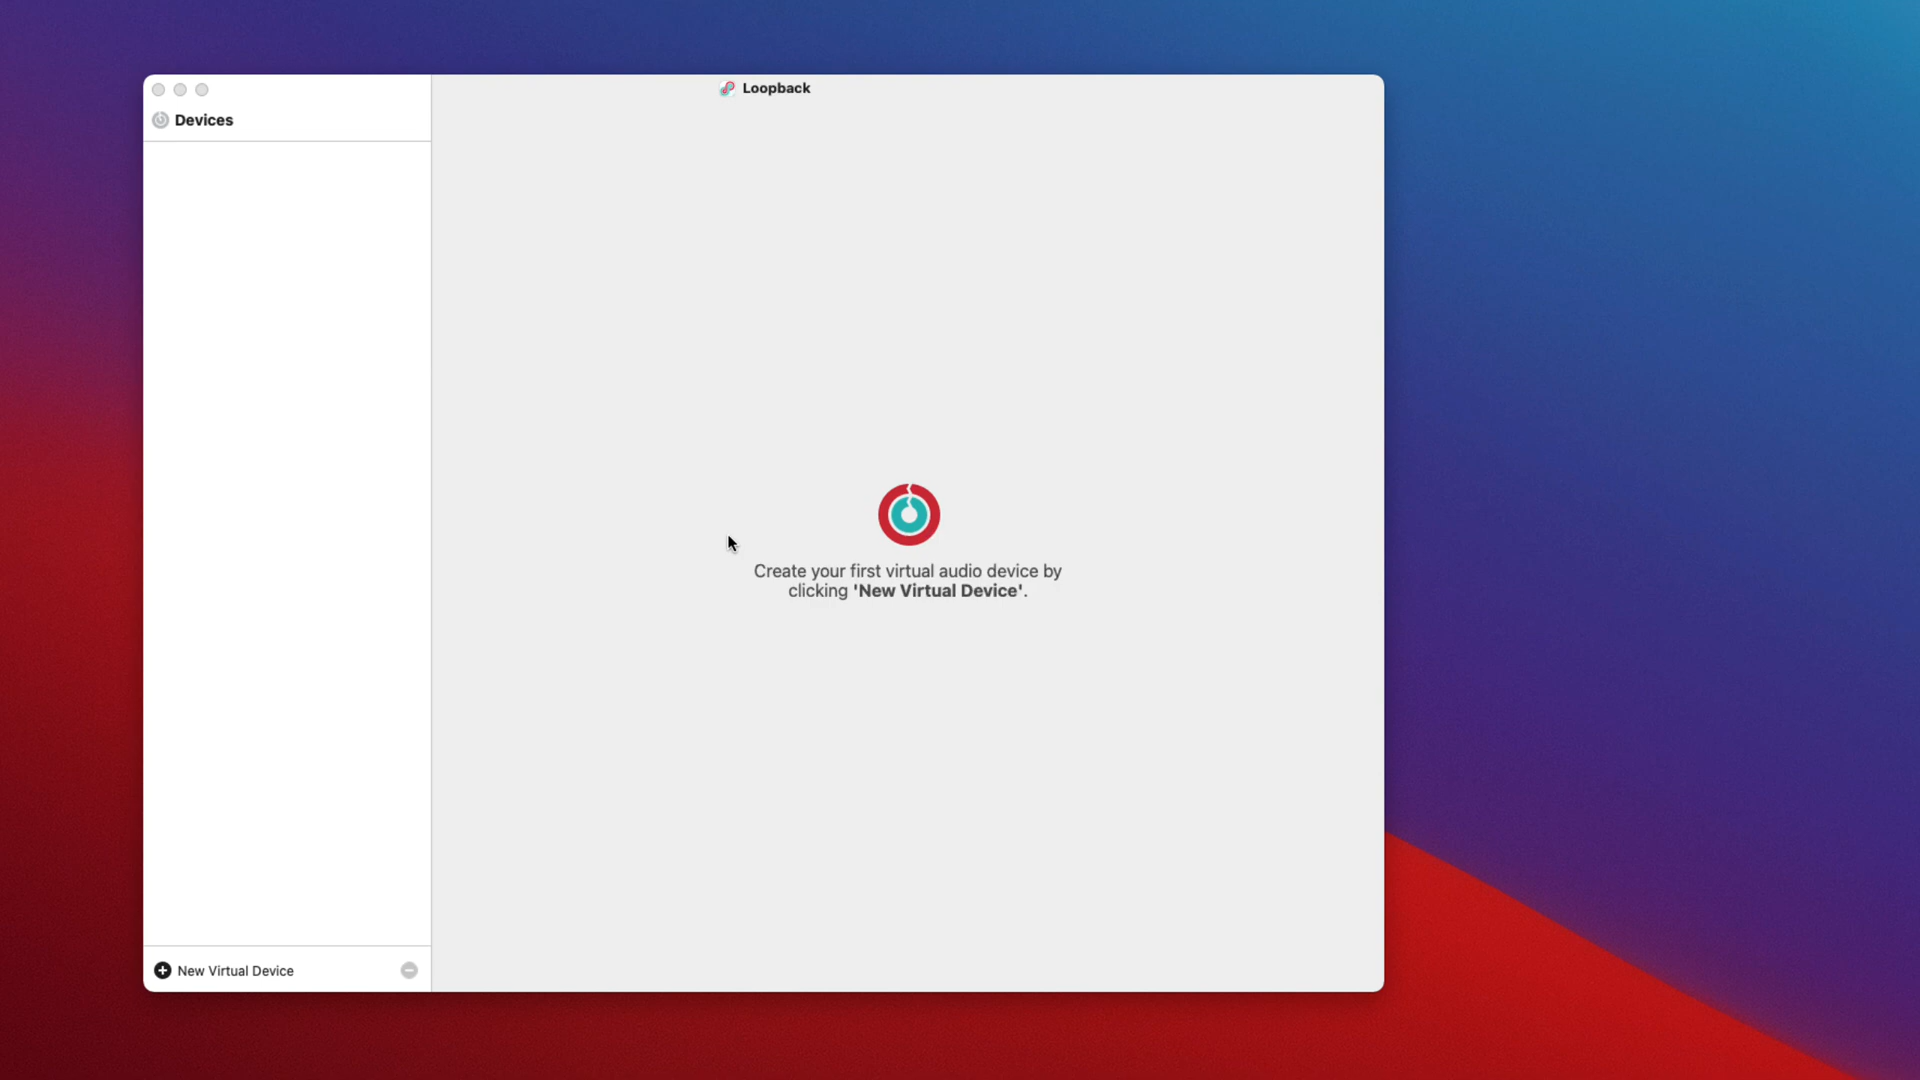 Loopback
Devices
Create your first virtual audio device by
clicking 'New Virtual Device'.
New Virtual Device